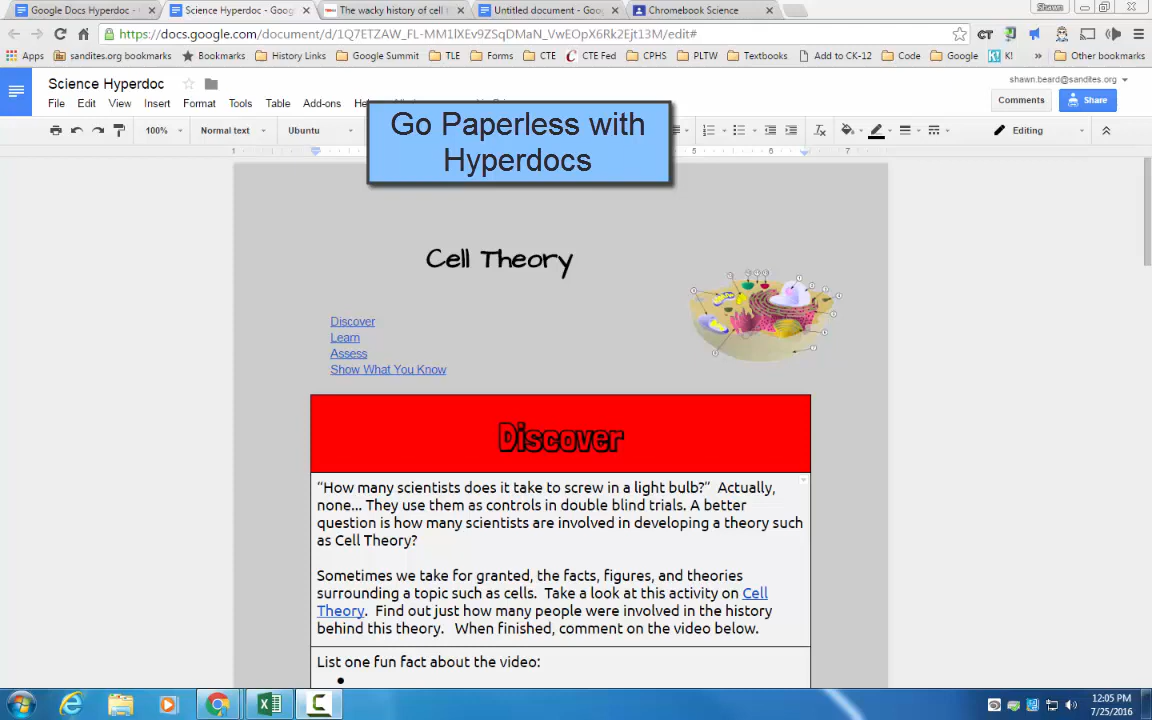 Google Docs Hyperdoc -
Science Hyperdoc - Goog
The wacky history of cell
Untitled document - Goo
Chromebook Science
Shawn
https://docs.google.com/document/d/1Q7ETZAW_FL-MM1lXEv9ZSqDMaN_VwEOpX6Rk2Ejt13M/edit#
Apps sandites.org bookmarks Bookmarks History Links Google Summit TLE Forms CTE CTE Fed CPHS PLTW Textbooks Add to CK-12 Code Google K! » Other bookmarks
Science Hyperdoc
shawn.beard@sandites.org
File Edit View Insert Format Tools Table Add-ons
Comments Share
100% Normal text Ubuntu Editing
Go Paperless with
Hyperdocs
1 5 6 7
Cell Theory
Discover
Learn
Assess
Show What You Know
Discover
“How many scientists does it take to screw in a light bulb?” Actually,
none... They use them as controls in double blind trials. A better
question is how many scientists are involved in developing a theory such
as Cell Theory?
Sometimes we take for granted, the facts, figures, and theories
surrounding a topic such as cells. Take a look at this activity on Cell
Theory. Find out just how many people were involved in the history
behind this theory. When finished, comment on the video below.
List one fun fact about the video:
12:05 PM
7/25/2016